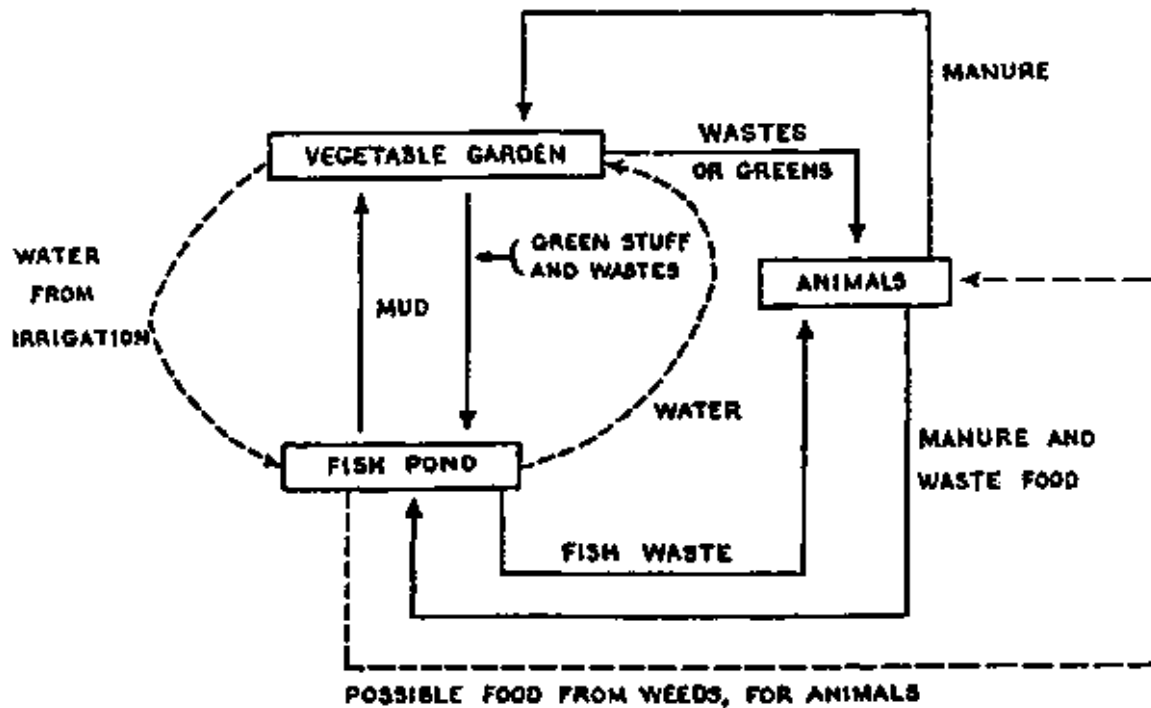 MANURE
VEGETABLE GARDEN
WASTES
OR GREENS
WATER
FROM
IRRIGATION
GREEN STUFF
AND WASTES
ANIMALS
MUD
WATER
FISH POND
MANURE AND
WASTE FOOD
FISH WASTE
POSSIBLE FOOD FROM WEEDS, FOR ANIMALS